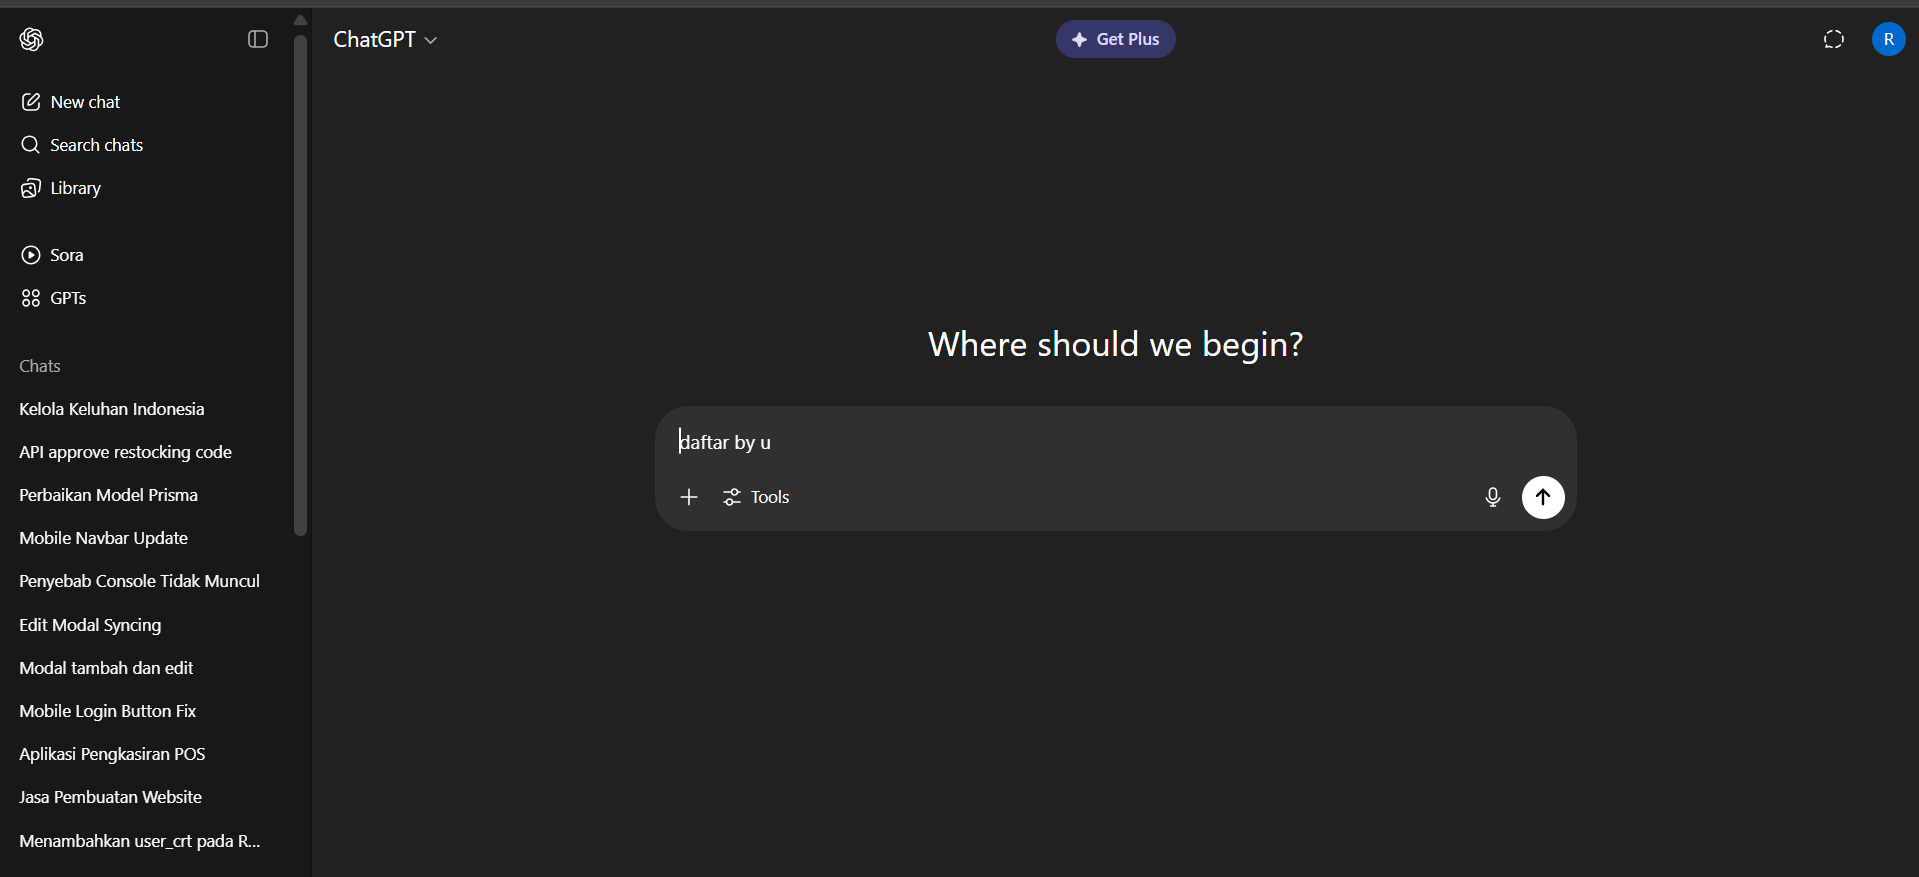 ChatGPT
Get Plus
R
New chat
Search chats
Library
Sora
GPTs
Chats
Kelola Keluhan Indonesia
API approve restocking code
Perbaikan Model Prisma
Mobile Navbar Update
Penyebab Console Tidak Muncul
Edit Modal Syncing
Modal tambah dan edit
Mobile Login Button Fix
Aplikasi Pengkasiran POS
Jasa Pembuatan Website
Menambahkan user_crt pada R...
Where should we begin?
daftar by u
Tools